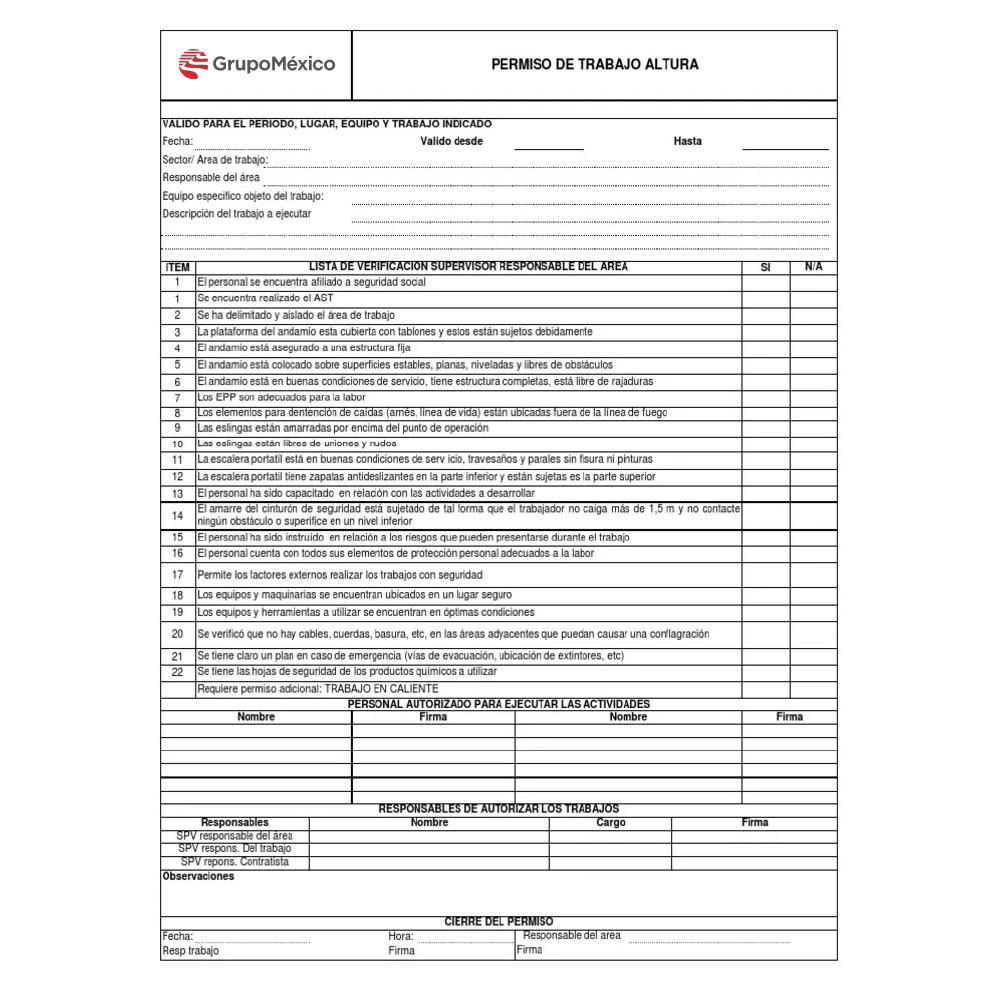 GrupoMéxico
PERMISO DE TRABAJO ALTURA
VALIDO PARA EL PERIODO, LUGAR, EQUIPO Y TRABAJO INDICADO
Fecha: Valido desde Hasta
Sector/ Area de trabajo:
Responsable del área
Equipo especifico objeto del trabajo:
Descripción del trabajo a ejecutar
ITEM LISTA DE VERIFICACION SUPERVISOR RESPONSABLE DEL AREA SI N/A
1 El personal se encuentra afiliado a seguridad social
1 Se encuentra realizado el AST
2 Se ha delimitado y aislado el área de trabajo
3 La plataforma del andamio esta cubierta con tablones y estos están sujetos debidamente
4 El andamio está asegurado a una estructura fija
5 El andamio está colocado sobre superficies estables, planas, niveladas y libres de obstáculos
6 El andamio está en buenas condiciones de servicio, tiene estructura completas, está libre de rajaduras
7 Los EPP son adecuados para la labor
8 Los elementos para dentención de caídas (arnés, línea de vida) están ubicadas fuera de la línea de fuego
9 Las eslingas están amarradas por encima del punto de operación
10 Las eslingas están libres de uniones y nudos
11 La escalera portatil está en buenas condiciones de serv icio, travesaños y parales sin fisura ni pinturas
12 La escalera portatil tiene zapatas antideslizantes en la parte inferior y están sujetas es la parte superior
13 El personal ha sido capacitado en relación con las actividades a desarrollar
14 El amarre del cinturón de seguridad está sujetado de tal forma que el trabajador no caiga más de 1,5 m y no contacte
ningún obstáculo o superifice en un nivel inferior
15 El personal ha sido instruido en relación a los riesgos que pueden presentarse durante el trabajo
16 El personal cuenta con todos sus elementos de protección personal adecuados a la labor
17 Permite los factores externos realizar los trabajos con seguridad
18 Los equipos y maquinarias se encuentran ubicados en un lugar seguro
19 Los equipos y herramientas a utilizar se encuentran en óptimas condiciones
20 Se verificó que no hay cables, cuerdas, basura, etc, en las áreas adyacentes que puedan causar una conflagración
21 Se tiene claro un plan en caso de emergencia (vías de evacuación, ubicación de extintores, etc)
22 Se tiene las hojas de seguridad de los productos químicos a utilizar
Requiere permiso adicional: TRABAJO EN CALIENTE
PERSONAL AUTORIZADO PARA EJECUTAR LAS ACTIVIDADES
Nombre Firma Nombre Firma
RESPONSABLES DE AUTORIZAR LOS TRABAJOS
Responsables Nombre Cargo Firma
SPV responsable del área
SPV respons. Del trabajo
SPV repons. Contratista
Observaciones
CIERRE DEL PERMISO
Fecha: Hora: Responsable del area
Resp trabajo Firma Firma